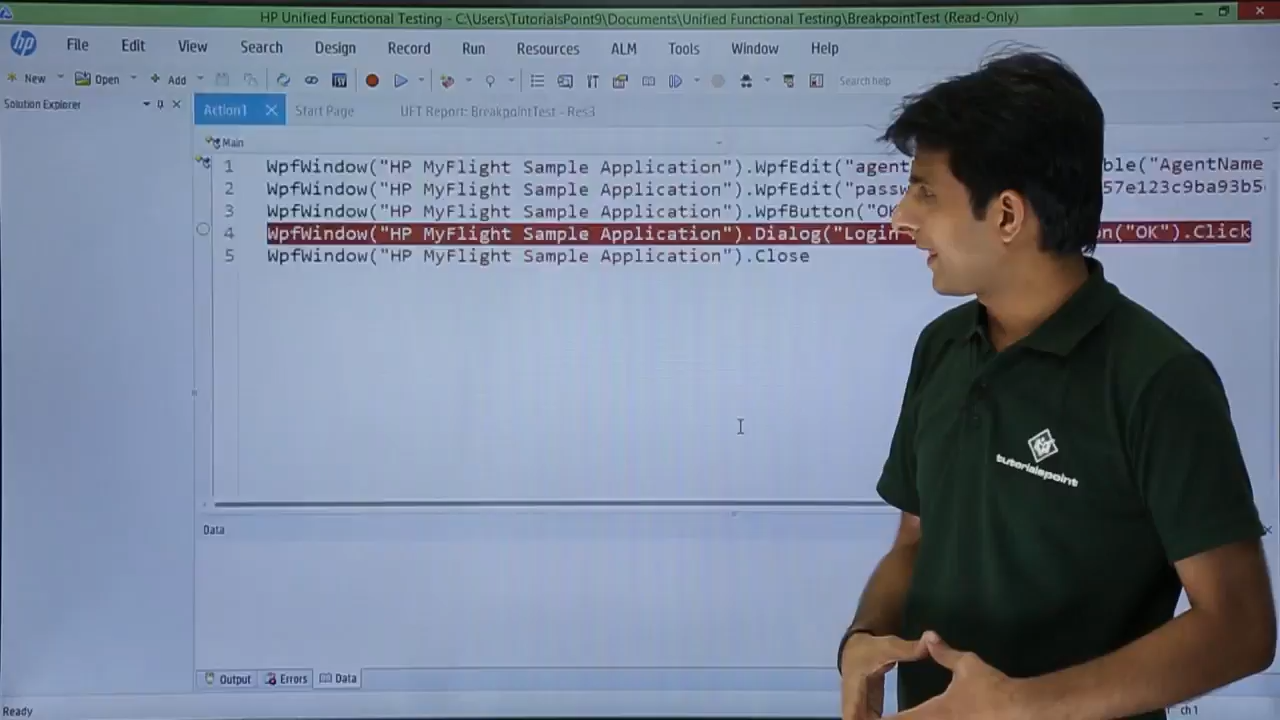 HP Unified Functional Testing - C:\Users\TutorialsPoint9\Documents\Unified Functional Testing\BreakpointTest (Read-Only)
hp File Edit View Search Design Record Run Resources ALM Tools Window Help
New Open Add Search help
Solution Explorer
Action1 Start Page UFT Report: BreakpointTest - Res3
Main
1 WpfWindow("HP MyFlight Sample Application").WpfEdit("agent ble("AgentName
2 WpfWindow("HP MyFlight Sample Application").WpfEdit("passw 57e123c9ba93b5
3 WpfWindow("HP MyFlight Sample Application").WpfButton("OK
4 WpfWindow("HP MyFlight Sample Application").Dialog("Login on("OK").Click
5 WpfWindow("HP MyFlight Sample Application").Close
tutorialspoint
Data
Output Errors Data
Ready ch 1